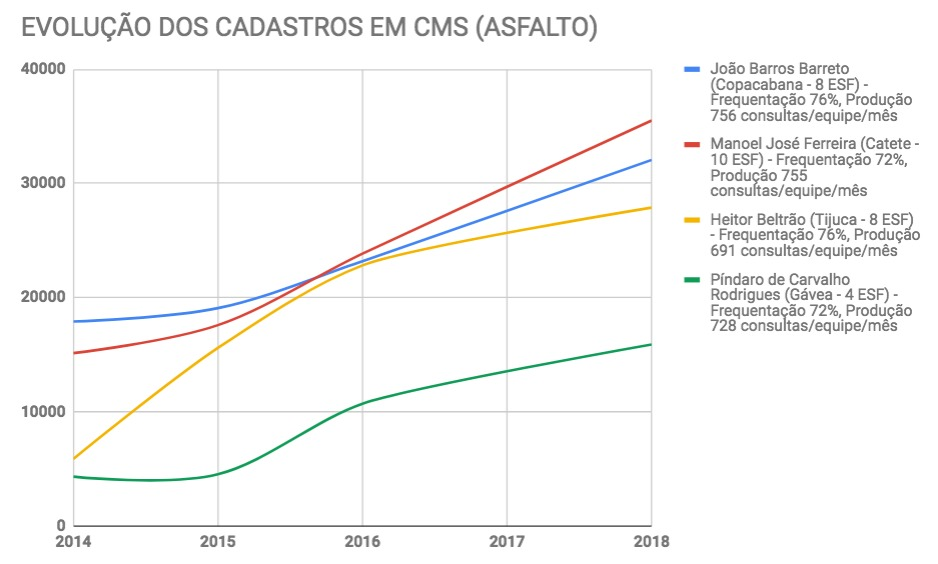 EVOLUÇÃO DOS CADASTROS EM CMS (ASFALTO)
40000
30000
20000
10000
0
2014
2015
2016
2017
2018
João Barros Barreto
(Copacabana - 8 ESF) -
Frequentação 76%, Produção
756 consultas/equipe/mês
Manoel José Ferreira (Catete -
10 ESF) - Frequentação 72%,
Produção 755
consultas/equipe/mês
Heitor Beltrão (Tijuca - 8 ESF)
- Frequentação 76%, Produção
691 consultas/equipe/mês
Píndaro de Carvalho
Rodrigues (Gávea - 4 ESF) -
Frequentação 72%, Produção
728 consultas/equipe/mês